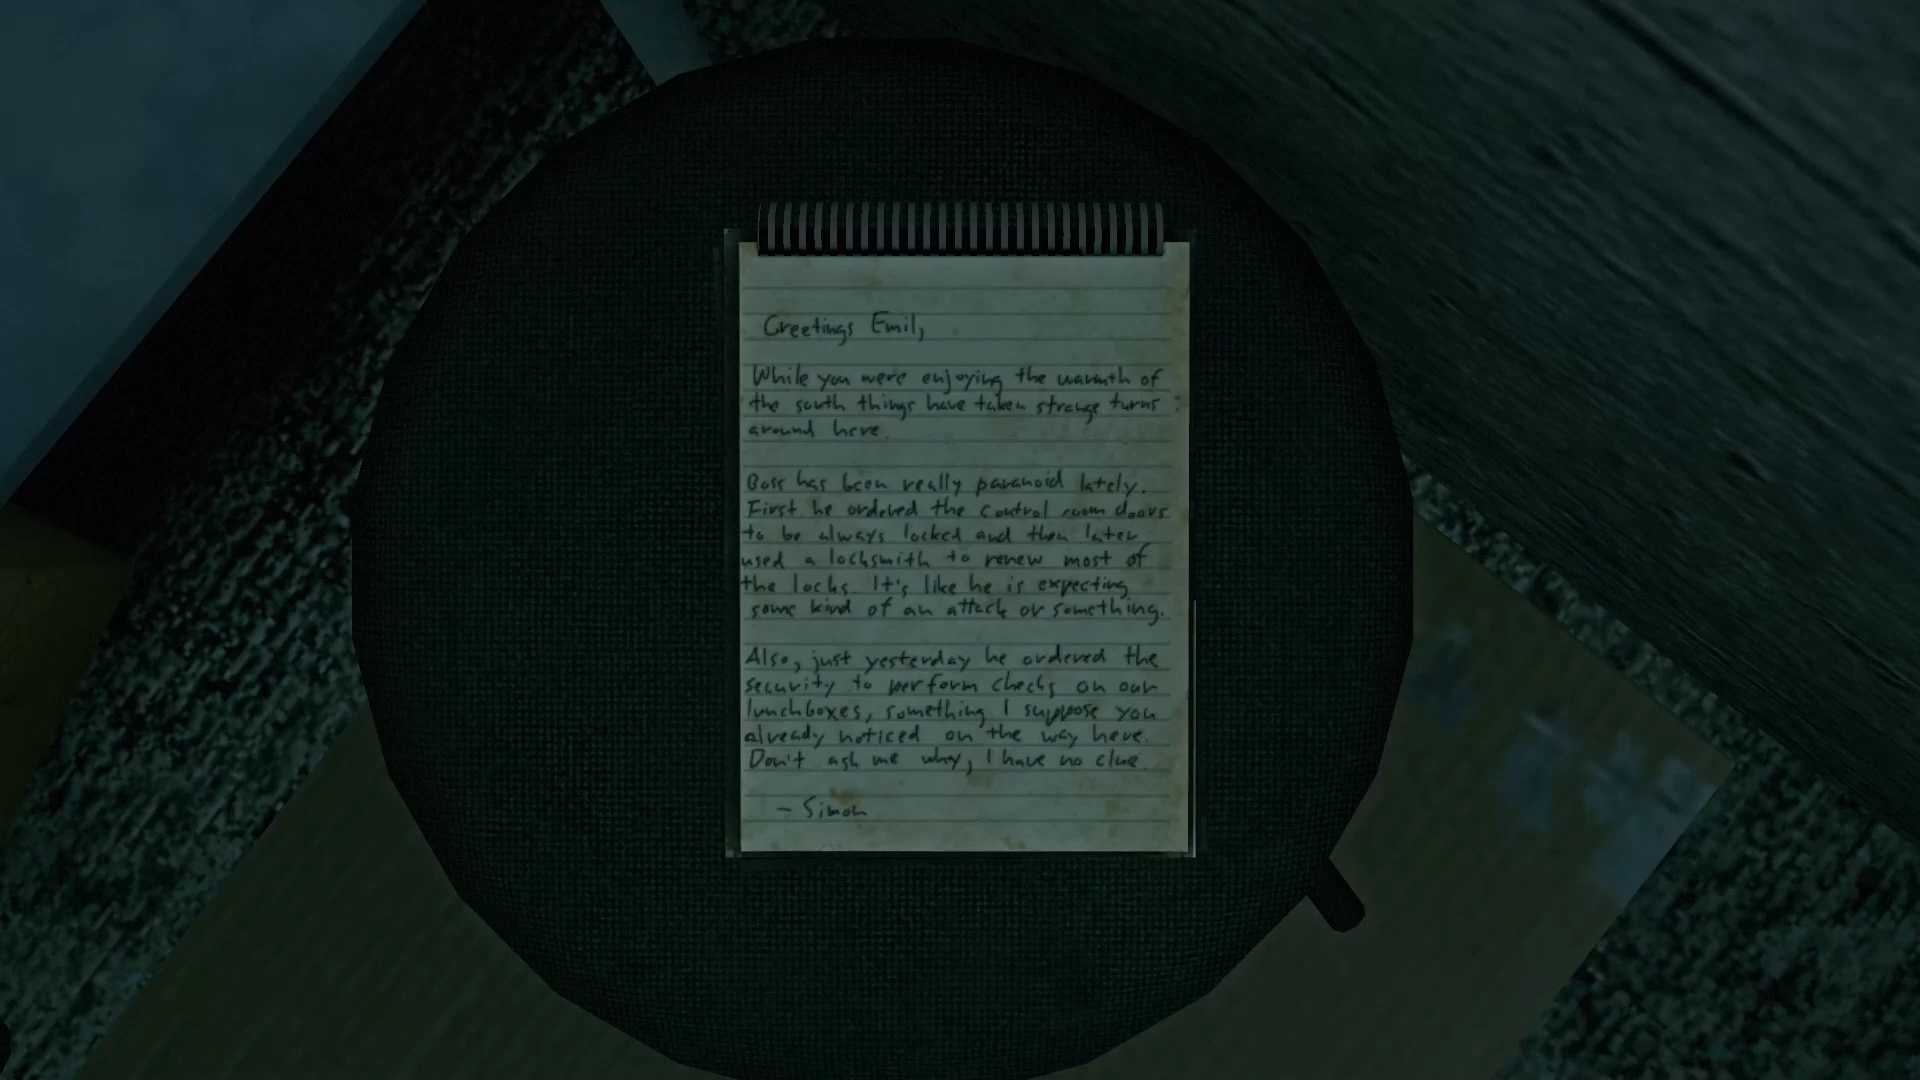 Greetings Emil,
While you were enjoying the warmth of
the south things have taken strange turns
around here.
Boss has been really paranoid lately.
First he ordered the control room doors
to be always locked and then later
used a locksmith to renew most of
the locks. It's like he is expecting
some kind of an attack or something.
Also, just yesterday he ordered the
security to perform checks on our
lunchboxes, something I suppose you
already noticed on the way here.
Don't ask me why, I have no clue.
- Simon